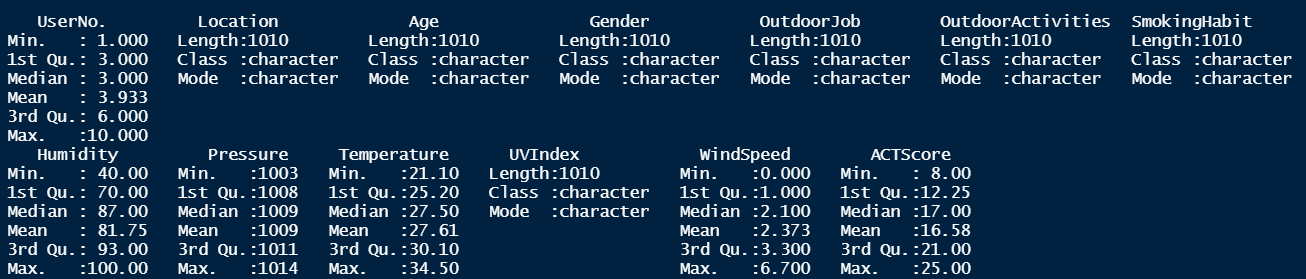 UserNo. Location Age Gender OutdoorJob OutdoorActivities SmokingHabit
Min. : 1.000 Length:1010 Length:1010 Length:1010 Length:1010 Length:1010 Length:1010
1st Qu.: 3.000 Class :character Class :character Class :character Class :character Class :character Class :character
Median : 3.000 Mode :character Mode :character Mode :character Mode :character Mode :character Mode :character
Mean : 3.933
3rd Qu.: 6.000
Max. :10.000
Humidity Pressure Temperature UVIndex WindSpeed ACTScore
Min. : 40.00 Min. :1003 Min. :21.10 Length:1010 Min. :0.000 Min. : 8.00
1st Qu.: 70.00 1st Qu.:1008 1st Qu.:25.20 Class :character 1st Qu.:1.000 1st Qu.:12.25
Median : 87.00 Median :1009 Median :27.50 Mode :character Median :2.100 Median :17.00
Mean : 81.75 Mean :1009 Mean :27.61 Mean :2.373 Mean :16.58
3rd Qu.: 93.00 3rd Qu.:1011 3rd Qu.:30.10 3rd Qu.:3.300 3rd Qu.:21.00
Max. :100.00 Max. :1014 Max. :34.50 Max. :6.700 Max. :25.00